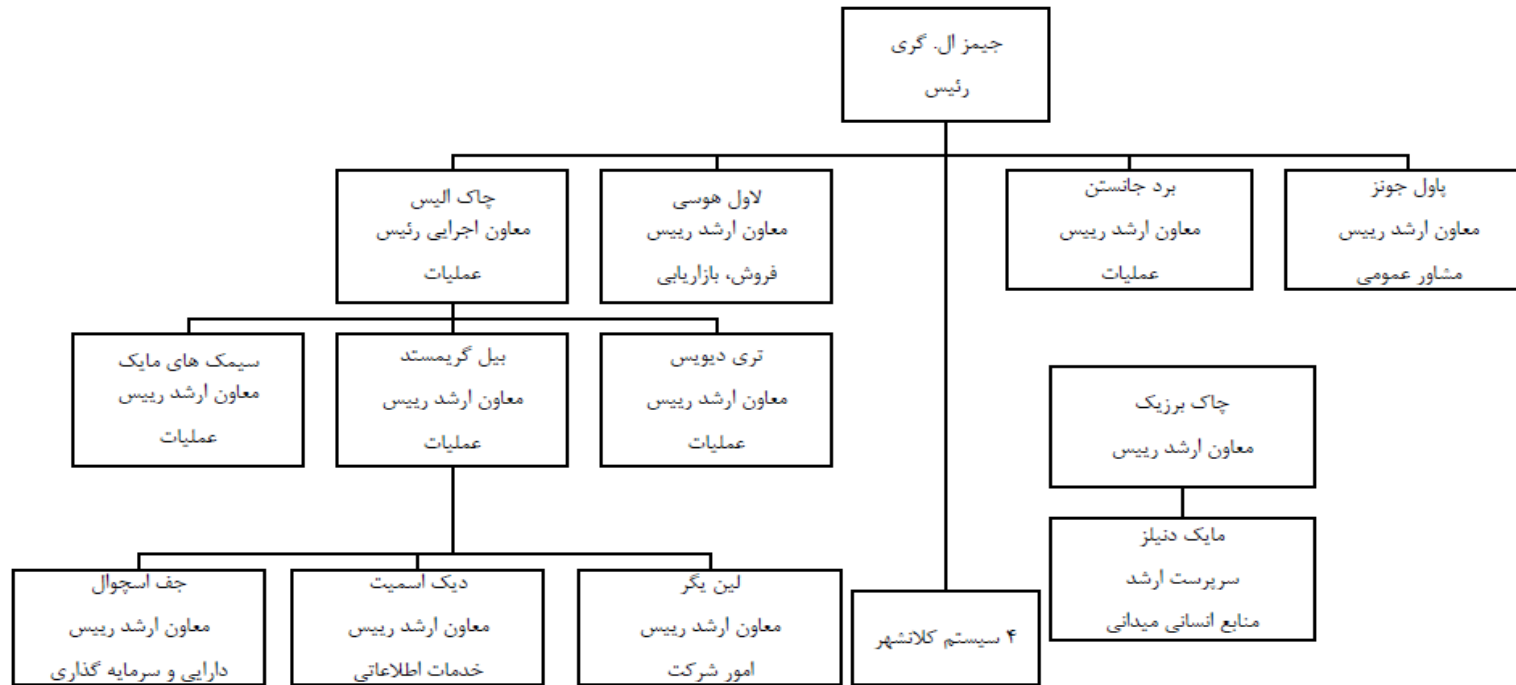 جیمز ال. گری
رئیس
پاول جونز
معاون ارشد رییس
مشاور عمومی
برد جانستن
معاون ارشد رییس
عملیات
لاول هوسی
معاون ارشد رییس
فروش، بازاریابی
چاک الیس
معاون اجرایی رئیس
عملیات
چاک برزیک
معاون ارشد رییس
تری دیویس
معاون ارشد رییس
عملیات
بیل گریمستد
معاون ارشد رییس
عملیات
سیمک های مایک
معاون ارشد رییس
عملیات
مایک دنیلز
سرپرست ارشد
منابع انسانی میدانی
۴ سیستم کلانشهر
لین یگر
معاون ارشد رییس
امور شرکت
دیک اسمیت
معاون ارشد رییس
خدمات اطلاعاتی
جف اسچوال
معاون ارشد رییس
دارایی و سرمایه گذاری